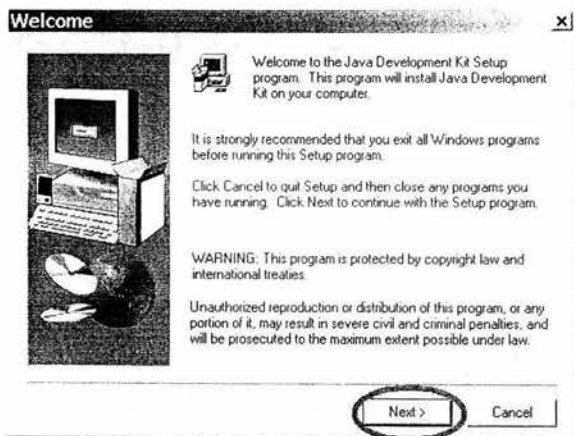 Welcome
Welcome to the Java Development Kit Setup
program. This program will install Java Development
Kit on your computer.
It is strongly recommended that you exit all Windows programs
before running this Setup program.
Click Cancel to quit Setup and then close any programs you
have running. Click Next to continue with the Setup program.
WARNING: This program is protected by copyright law and
international treaties.
Unauthorized reproduction or distribution of this program, or any
portion of it, may result in severe civil and criminal penalties, and
will be prosecuted to the maximum extent possible under law.
Next >
Cancel